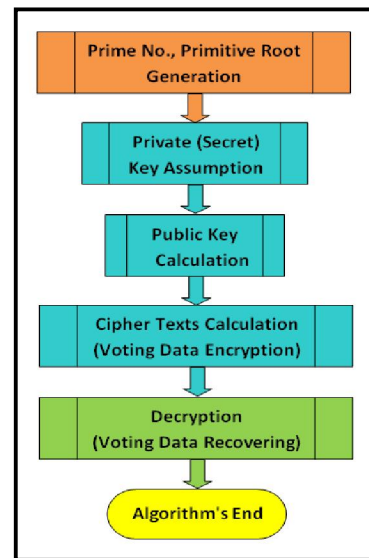 Prime No., Primitive Root
Generation
Private (Secret)
Key Assumption
Public Key
Calculation
Cipher Texts Calculation
(Voting Data Encryption)
Decryption
(Voting Data Recovering)
Algorithm's End